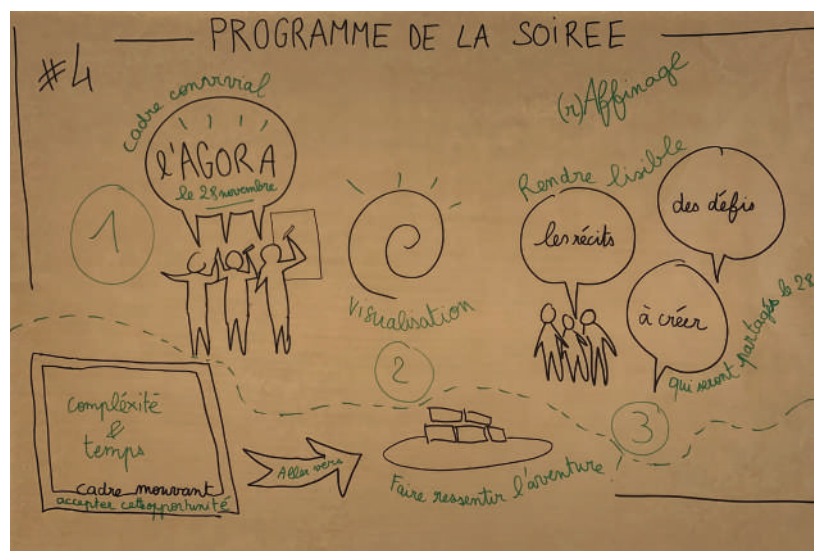 PROGRAMME DE LA SOIREE
#4
cadre convivial
l'AGORA
le 28 novembre
1
Visualisation
(r)Affinage
Rendre lisible
les récits
des défis
à créer
qui seront partagés le 28
2
3
Compléxité
&
temps
cadre mouvant
accepter cette opportunité
Aller vers
Faire ressentir l'aventure